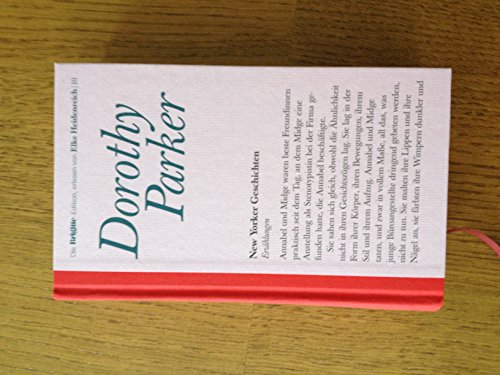 Die Brigitte-Edition, erlesen von Elke Heidenreich | 10
Dorothy
Parker
New Yorker Geschichten
Erzählungen
Annabel und Midge waren beste Freundinnen
praktisch seit dem Tag, an dem Midge eine
Anstellung als Stenotypistin bei der Firma ge-
funden hatte, die Annabel beschäftigte.
Sie sahen sich gleich, obwohl die Ähnlichkeit
nicht in ihren Gesichtszügen lag. Sie lag in der
Form ihrer Körper, ihren Bewegungen, ihrem
Stil und ihrem Aufzug. Annabel und Midge
taten, und zwar in vollem Maße, all das, was
junge Büroangestellte dringend gebeten werden,
nicht zu tun. Sie malten ihre Lippen und ihre
Nägel an, sie färbten ihre Wimpern dunkler und